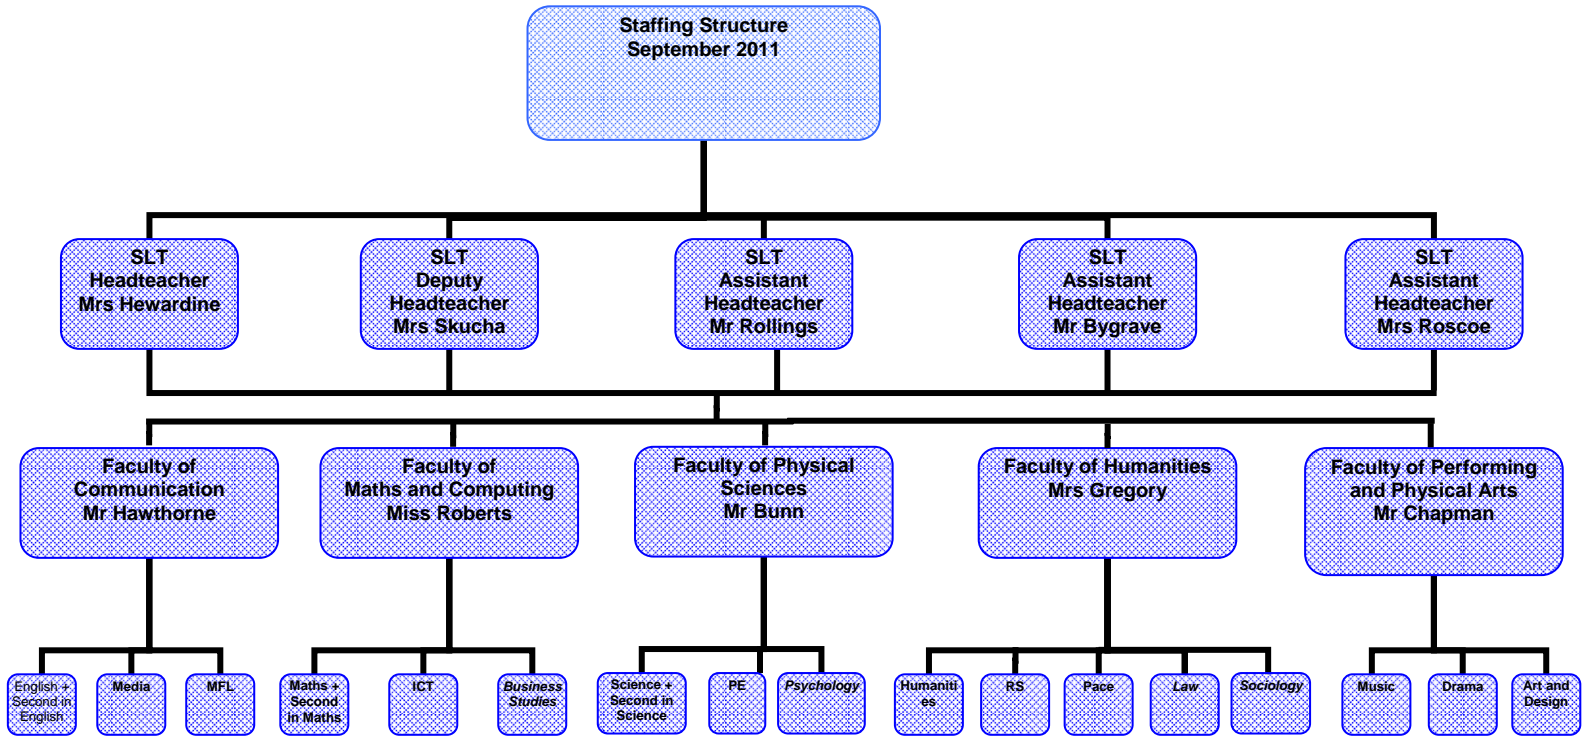 Staffing Structure
September 2011
SLT
Headteacher
Mrs Hewardine
SLT
Deputy
Headteacher
Mrs Skucha
SLT
Assistant
Headteacher
Mr Rollings
SLT
Assistant
Headteacher
Mr Bygrave
SLT
Assistant
Headteacher
Mrs Roscoe
Faculty of
Communication
Mr Hawthorne
Faculty of
Maths and Computing
Miss Roberts
Faculty of Physical
Sciences
Mr Bunn
Faculty of Humanities
Mrs Gregory
Faculty of Performing
and Physical Arts
Mr Chapman
English +
Second in
English
Media
MFL
Maths +
Second
in Maths
ICT
Business
Studies
Science +
Second in
Science
PE
Psychology
Humaniti
es
RS
Pace
Law
Sociology
Music
Drama
Art and
Design